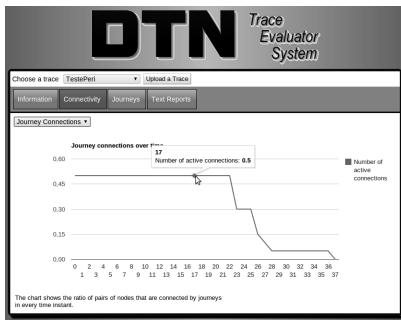 DTN Trace
Evaluator
System
Choose a trace TestePeri Upload a Trace
Information Connectivity Journeys Text Reports
Journey Connections
Journey connections over time
17
Number of active connections: 0.5
0,60
0,45
0,30
0,15
0,00
Number of
active
connections
0 2 4 6 8 10 12 14 16 18 20 22 24 26 28 30 32 34 36
1 3 5 7 9 11 13 15 17 19 21 23 25 27 29 31 33 35 37
The chart shows the ratio of pairs of nodes that are connected by journeys
in every time instant.